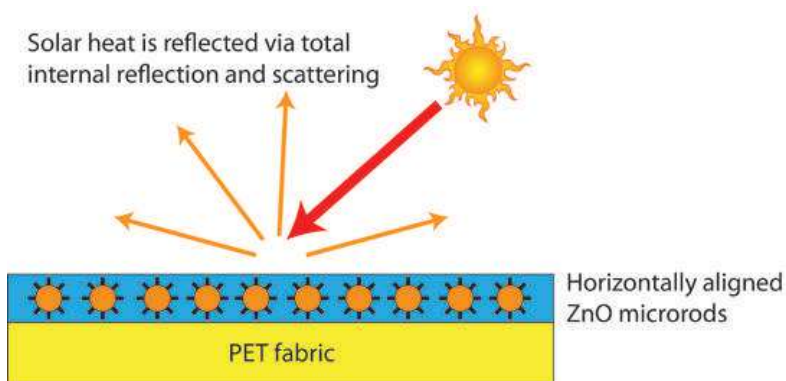 Solar heat is reflected via total
internal reflection and scattering
Horizontally aligned
ZnO microrods
PET fabric